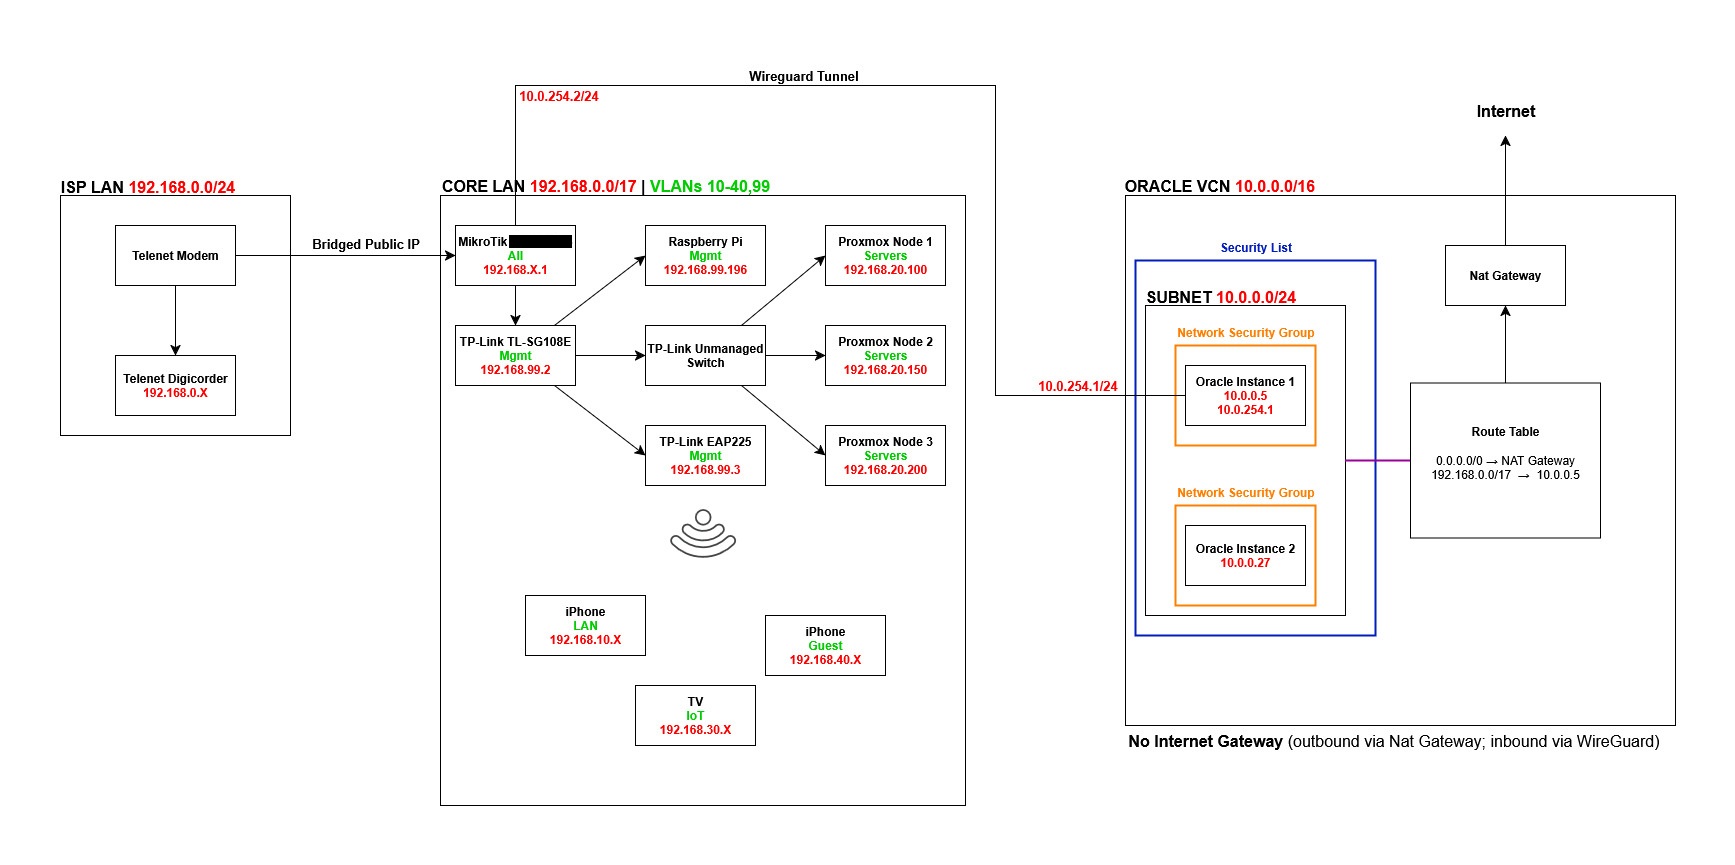 Wireguard Tunnel
10.0.254.2/24
Internet
ISP LAN 192.168.0.0/24
Telenet Modem
Telenet Digicorder
192.168.0.X
Bridged Public IP
CORE LAN 192.168.0.0/17 | VLANs 10-40,99
MikroTik
All
192.168.X.1
Raspberry Pi
Mgmt
192.168.99.196
Proxmox Node 1
Servers
192.168.20.100
TP-Link TL-SG108E
Mgmt
192.168.99.2
TP-Link Unmanaged
Switch
Proxmox Node 2
Servers
192.168.20.150
TP-Link EAP225
Mgmt
192.168.99.3
Proxmox Node 3
Servers
192.168.20.200
iPhone
LAN
192.168.10.X
iPhone
Guest
192.168.40.X
TV
IoT
192.168.30.X
10.0.254.1/24
ORACLE VCN 10.0.0.0/16
Security List
SUBNET 10.0.0.0/24
Network Security Group
Oracle Instance 1
10.0.0.5
10.0.254.1
Network Security Group
Oracle Instance 2
10.0.0.27
Nat Gateway
Route Table
0.0.0.0/0 → NAT Gateway
192.168.0.0/17 → 10.0.0.5
No Internet Gateway (outbound via Nat Gateway; inbound via WireGuard)